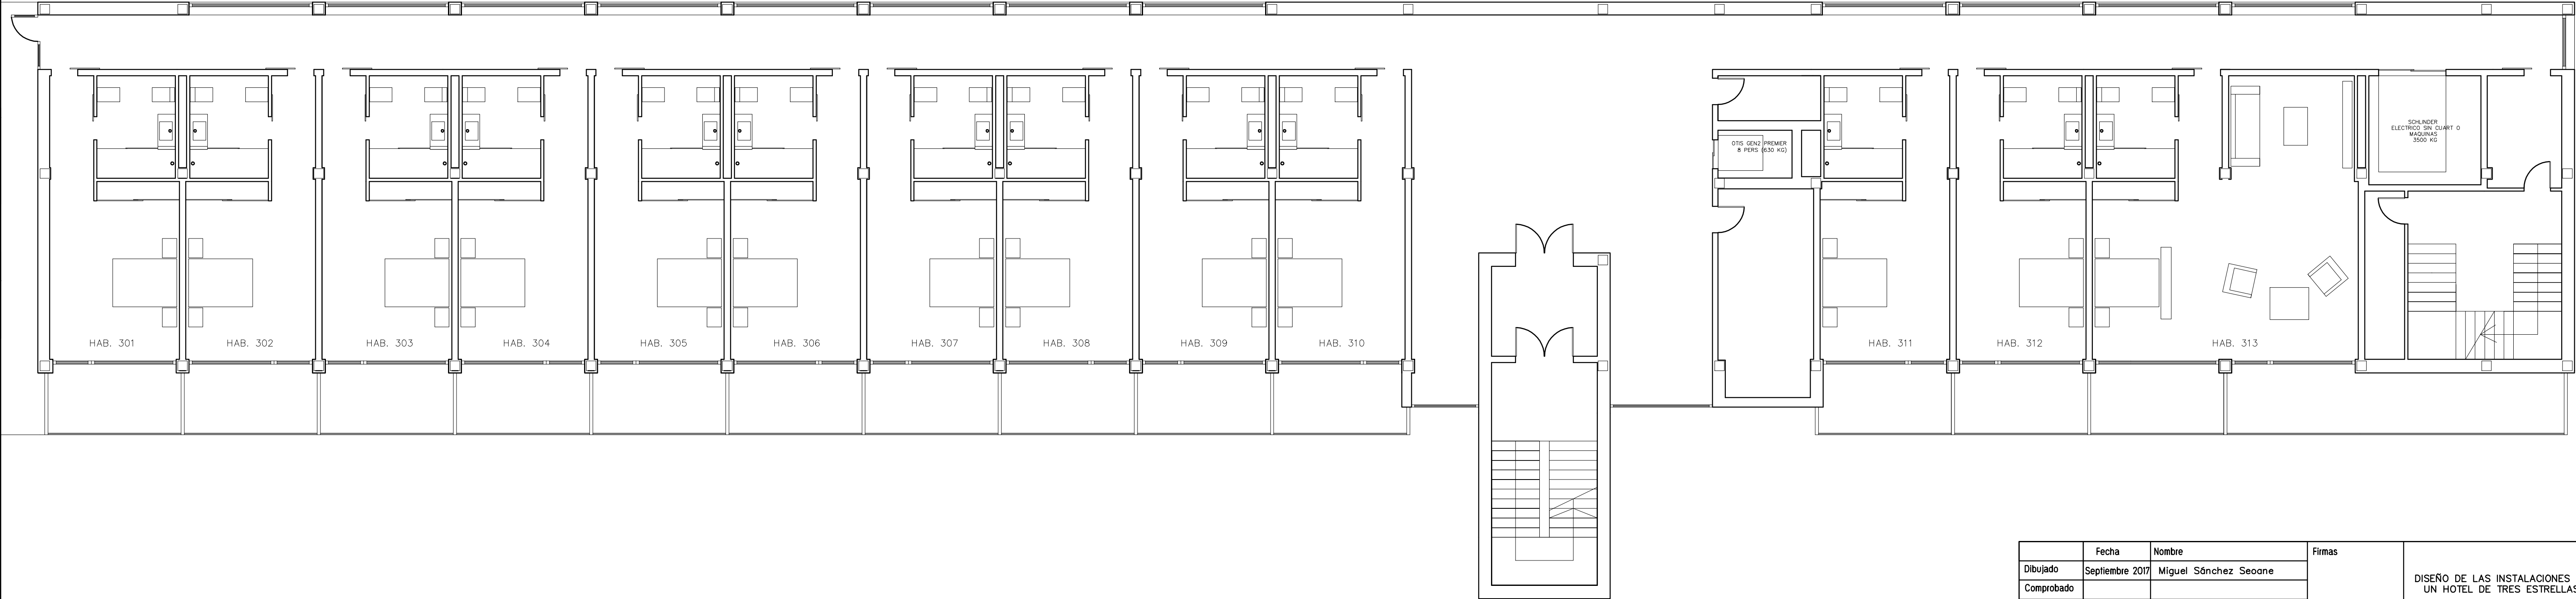 SCHLINDER
ELECTRICO SIN CUART O
MAQUINAS
3500 KG
OTIS GEN2 PREMIER
8 PERS (630 KG)
HAB. 301
HAB. 302
HAB. 303
HAB. 304
HAB. 305
HAB. 306
HAB. 307
HAB. 308
HAB. 309
HAB. 310
HAB. 311
HAB. 312
HAB. 313
Fecha
Nombre
Firmas
Dibujado
Septiembre 2017
Miguel Sánchez Seoane
Comprobado
DISEÑO DE LAS INSTALACIONES
UN HOTEL DE TRES ESTRELLAS